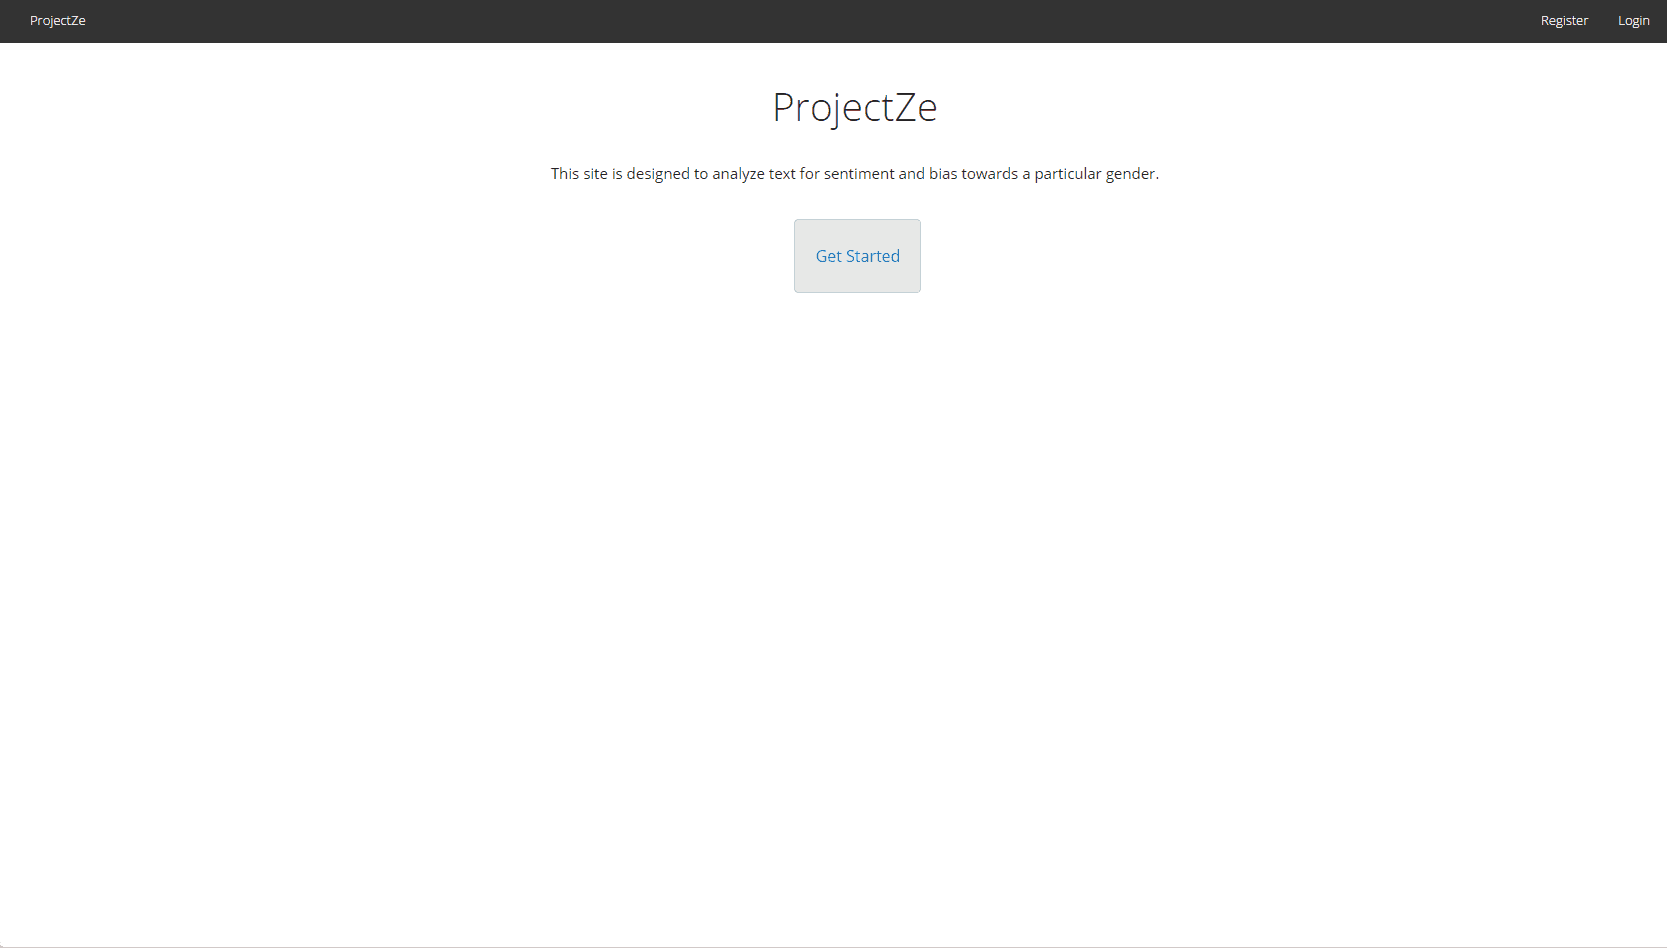 ProjectZe
Register
Login
ProjectZe
This site is designed to analyze text for sentiment and bias towards a particular gender.
Get Started